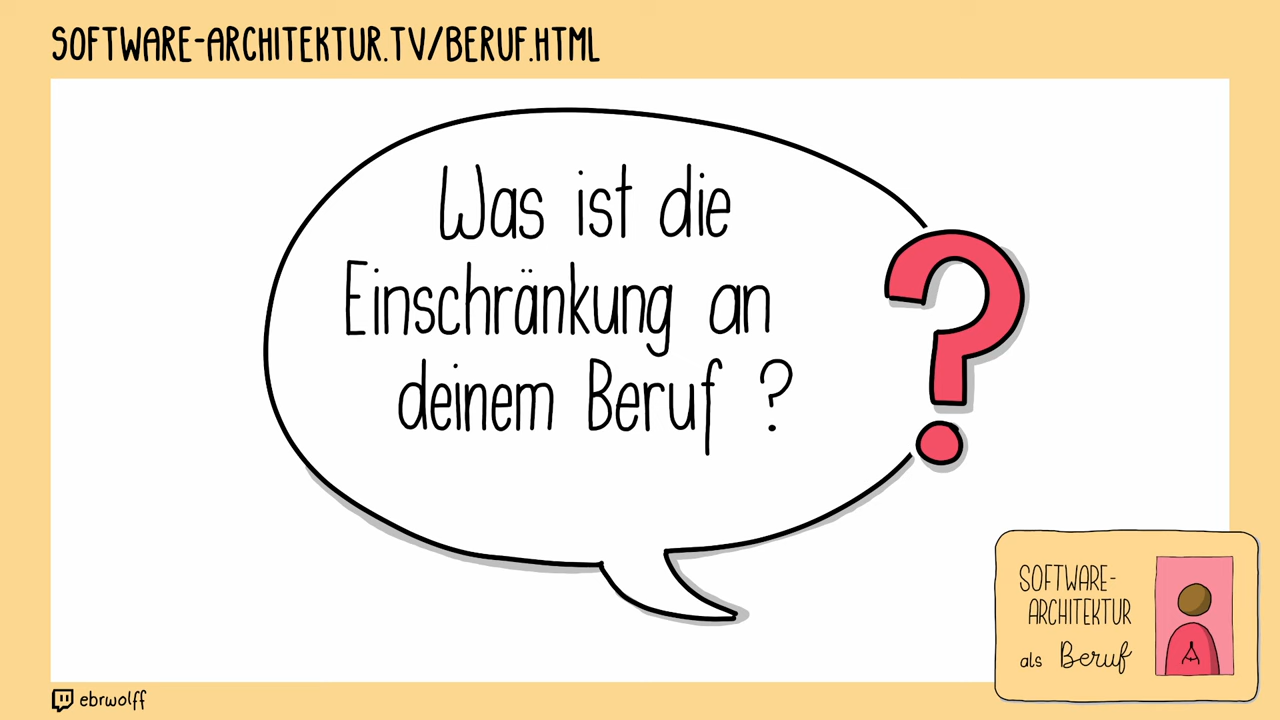 SOFTWARE-ARCHITEKTUR.TV/BERUF.HTML
Was ist die
Einschränkung an
deinem Beruf ?
SOFTWARE-
ARCHITEKTUR
als Beruf
ebrwolff